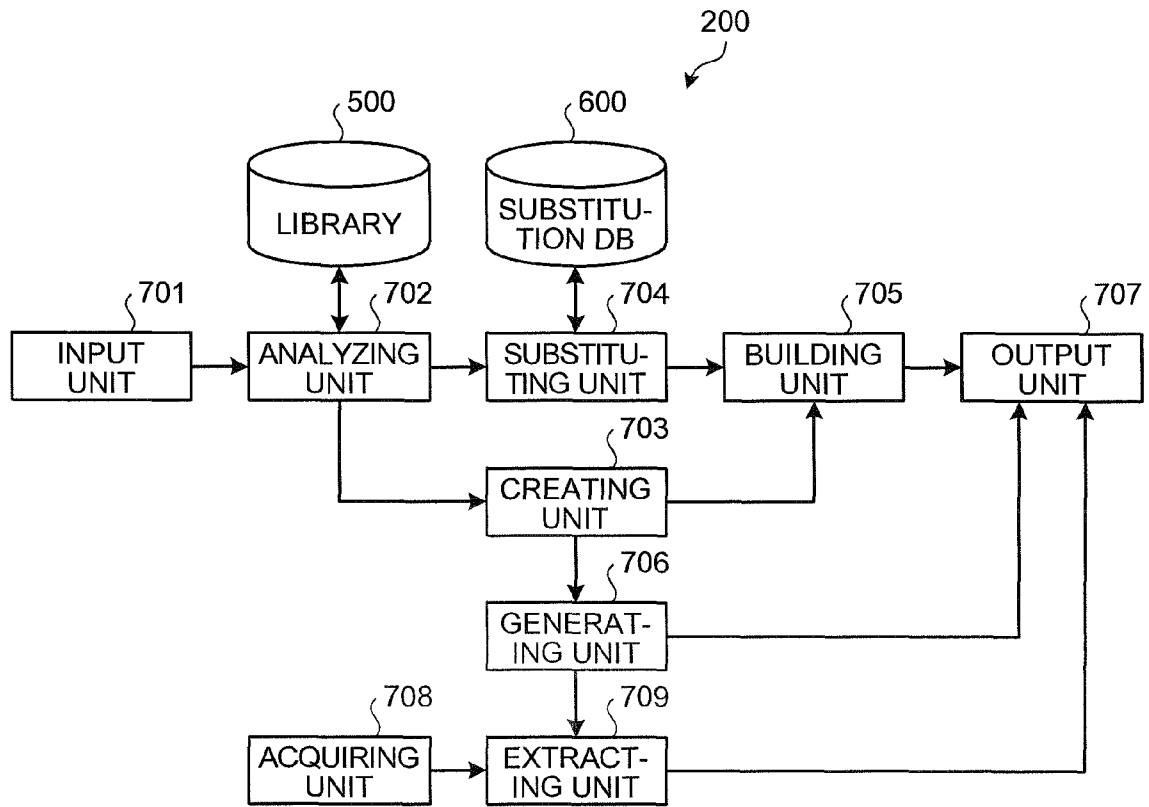 200
500
600
LIBRARY
SUBSTITU-
TION DB
701
702
704
705
707
INPUT
UNIT
ANALYZING
UNIT
SUBSTITU-
TING UNIT
BUILDING
UNIT
OUTPUT
UNIT
703
CREATING
UNIT
706
GENERAT-
ING UNIT
708
709
ACQUIRING
UNIT
EXTRACT-
ING UNIT